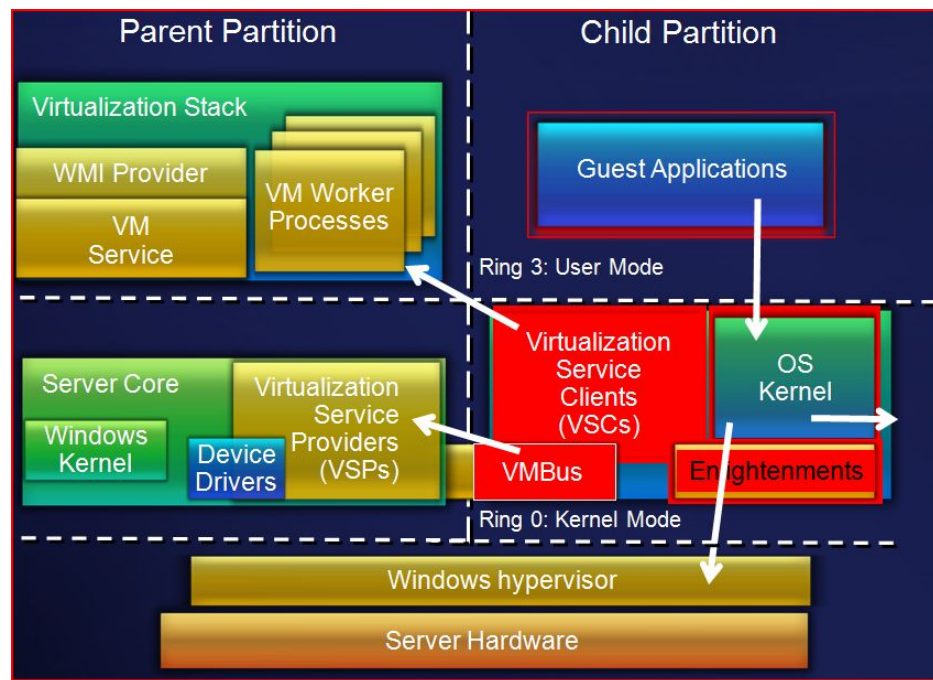 Parent Partition
Child Partition
Virtualization Stack
WMI Provider
VM
Service
VM Worker
Processes
Guest Applications
Ring 3: User Mode
Server Core
Windows
Kernel
Device
Drivers
Virtualization
Service
Providers
(VSPs)
Virtualization
Service
Clients
(VSCs)
OS
Kernel
VMBus
Enlightenments
Ring 0: Kernel Mode
Windows hypervisor
Server Hardware